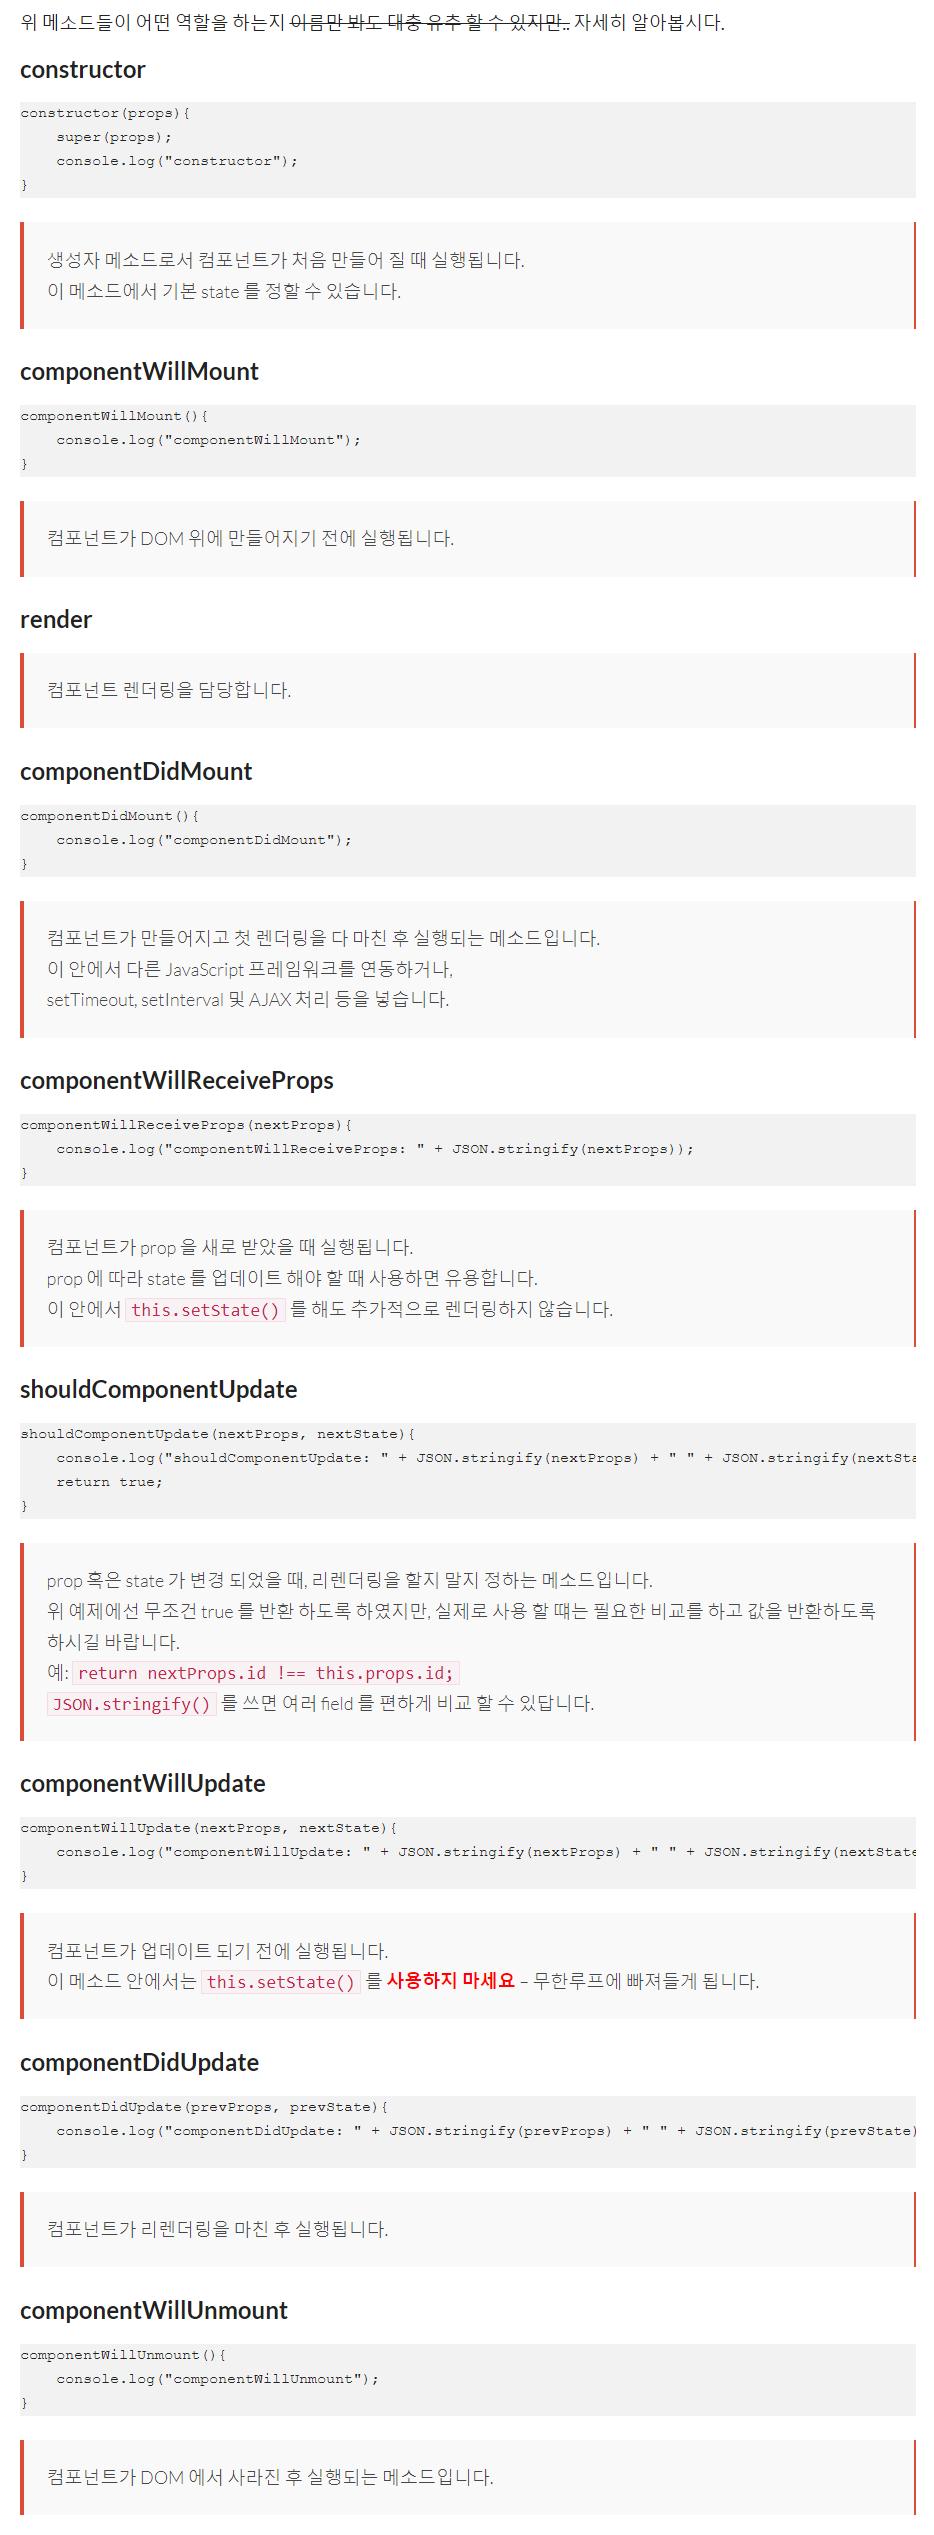 위 메소드들이 어떤 역할을 하는지 이름만 봐도 대충 유추 할 수 있지만.. 자세히 알아봅시다.
constructor
constructor(props){
    super(props);
    console.log("constructor");
}
생성자 메소드로서 컴포넌트가 처음 만들어 질 때 실행됩니다.
이 메소드에서 기본 state 를 정할 수 있습니다.
componentWillMount
componentWillMount(){
    console.log("componentWillMount");
}
컴포넌트가 DOM 위에 만들어지기 전에 실행됩니다.
render
컴포넌트 렌더링을 담당합니다.
componentDidMount
componentDidMount(){
    console.log("componentDidMount");
}
컴포넌트가 만들어지고 첫 렌더링을 다 마친 후 실행되는 메소드입니다.
이 안에서 다른 JavaScript 프레임워크를 연동하거나,
setTimeout, setInterval 및 AJAX 처리 등을 넣습니다.
componentWillReceiveProps
componentWillReceiveProps(nextProps){
    console.log("componentWillReceiveProps: " + JSON.stringify(nextProps));
}
컴포넌트가 prop 을 새로 받았을 때 실행됩니다.
prop 에 따라 state 를 업데이트 해야 할 때 사용하면 유용합니다.
이 안에서 this.setState() 를 해도 추가적으로 렌더링하지 않습니다.
shouldComponentUpdate
shouldComponentUpdate(nextProps, nextState){
    console.log("shouldComponentUpdate: " + JSON.stringify(nextProps) + " " + JSON.stringify(nextSta
    return true;
}
prop 혹은 state 가 변경 되었을 때, 리렌더링을 할지 말지 정하는 메소드입니다.
위 예제에선 무조건 true 를 반환 하도록 하였지만, 실제로 사용 할 떄는 필요한 비교를 하고 값을 반환하도록
하시길 바랍니다.
예: return nextProps.id !== this.props.id;
JSON.stringify() 를 쓰면 여러 field 를 편하게 비교 할 수 있답니다.
componentWillUpdate
componentWillUpdate(nextProps, nextState){
    console.log("componentWillUpdate: " + JSON.stringify(nextProps) + " " + JSON.stringify(nextState
}
컴포넌트가 업데이트 되기 전에 실행됩니다.
이 메소드 안에서는 this.setState() 를 사용하지 마세요 – 무한루프에 빠져들게 됩니다.
componentDidUpdate
componentDidUpdate(prevProps, prevState){
    console.log("componentDidUpdate: " + JSON.stringify(prevProps) + " " + JSON.stringify(prevState)
}
컴포넌트가 리렌더링을 마친 후 실행됩니다.
componentWillUnmount
componentWillUnmount(){
    console.log("componentWillUnmount");
}
컴포넌트가 DOM 에서 사라진 후 실행되는 메소드입니다.